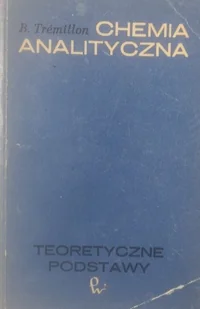 B. Trémillon CHEMIA
ANALITYCZNA
TEORETYCZNE
PODSTAWY